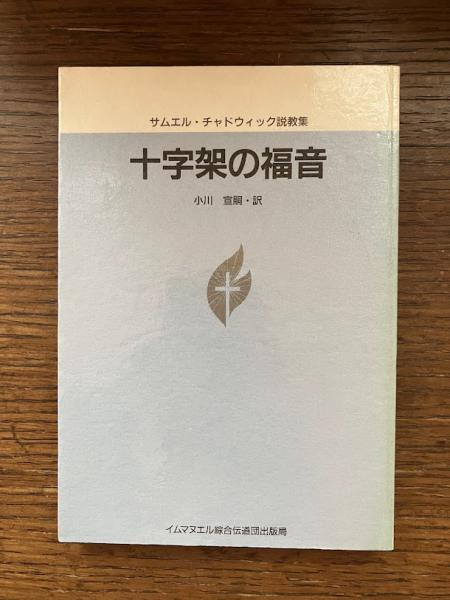 サムエル・チャドウィック説教集
十字架の福音
小川 宣嗣・訳
イムマヌエル綜合伝道団出版局